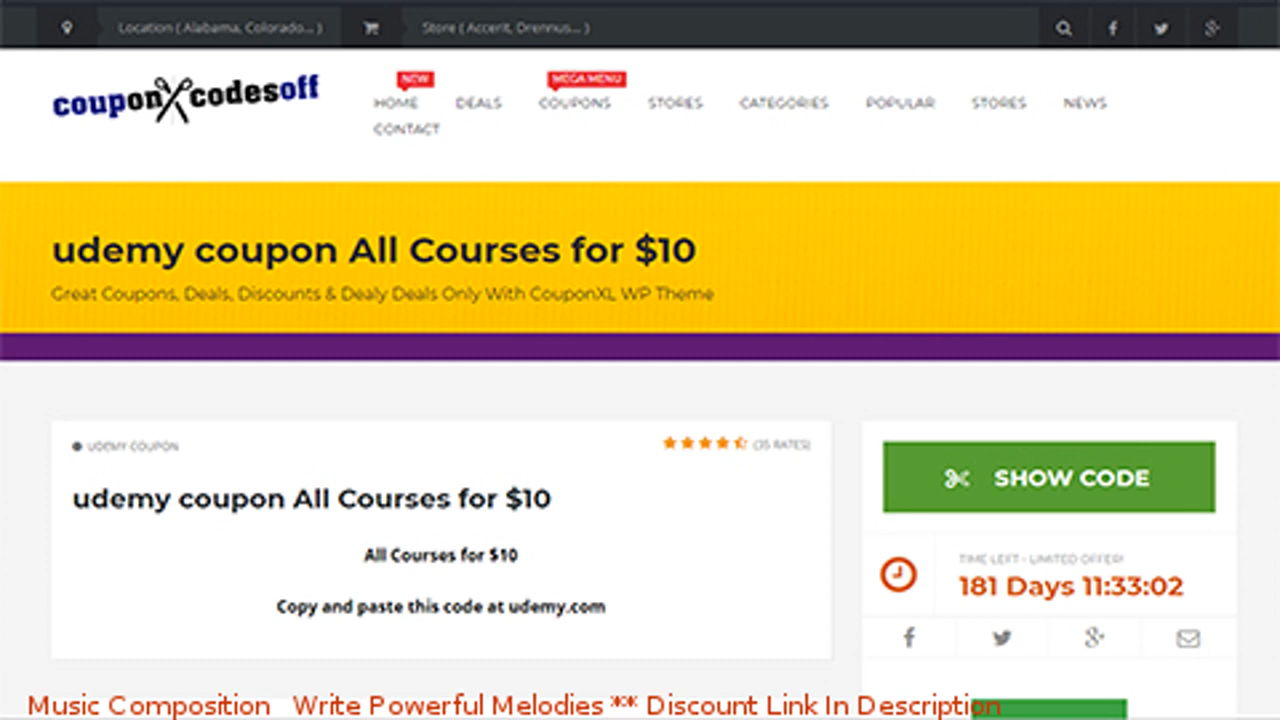 Location ( Alabama, Colorado... )
Store ( Accerit, Drennus... )
coupon codesoff
NEW
MEGA MENU
HOME DEALS COUPONS STORES CATEGORIES POPULAR STORES NEWS
CONTACT
udemy coupon All Courses for $10
Great Coupons, Deals, Discounts & Dealy Deals Only With CouponXL WP Theme
UDEMY COUPON
(35 RATES)
udemy coupon All Courses for $10
All Courses for $10
Copy and paste this code at udemy.com
SHOW CODE
TIME LEFT - LIMITED OFFER!
181 Days 11:33:02
Music Composition Write Powerful Melodies ** Discount Link In Description